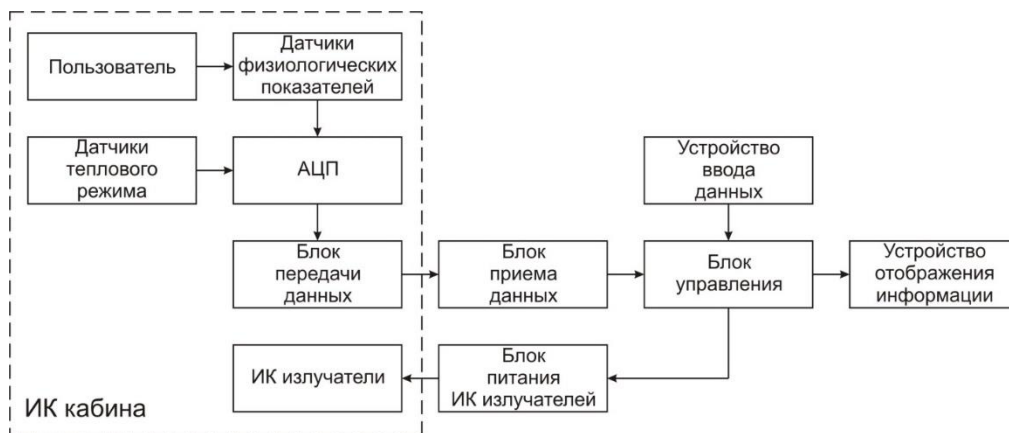 Пользователь
Датчики
физиологических
показателей
Датчики
теплового
режима
АЦП
Устройство
ввода
данных
Блок
передачи
данных
Блок
приема
данных
Блок
управления
Устройство
отображения
информации
ИК излучатели
Блок
питания
ИК излучателей
ИК кабина